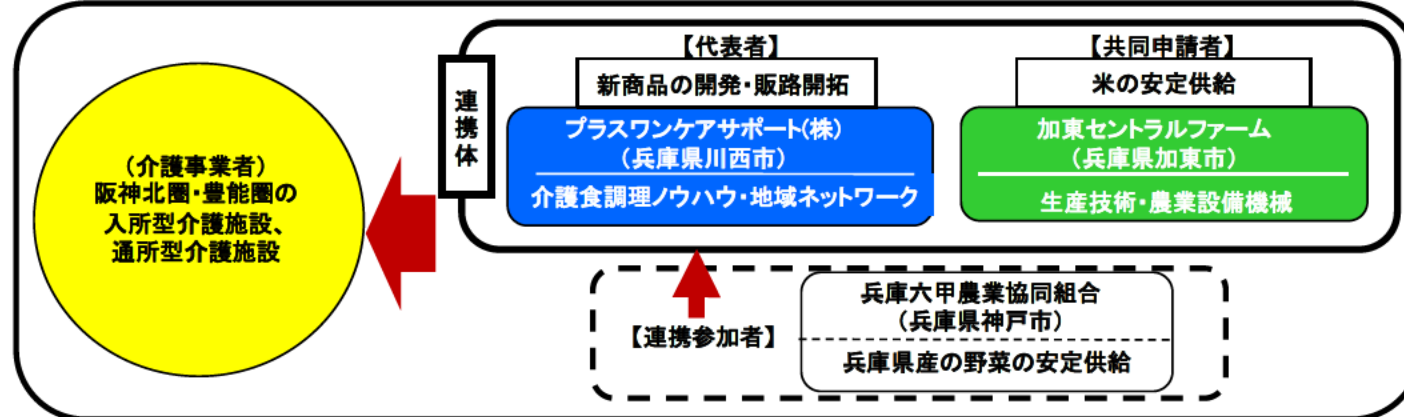 (介護事業者)
阪神北圏・豊能圏の
入所型介護施設、
通所型介護施設
連携体
【代表者】
新商品の開発・販路開拓
プラスワンケアサポート(株)
(兵庫県川西市)
介護食調理ノウハウ・地域ネットワーク
【共同申請者】
米の安定供給
加東セントラルファーム
(兵庫県加東市)
生産技術・農業設備機械
【連携参加者】
兵庫六甲農業協同組合
(兵庫県神戸市)
兵庫県産の野菜の安定供給